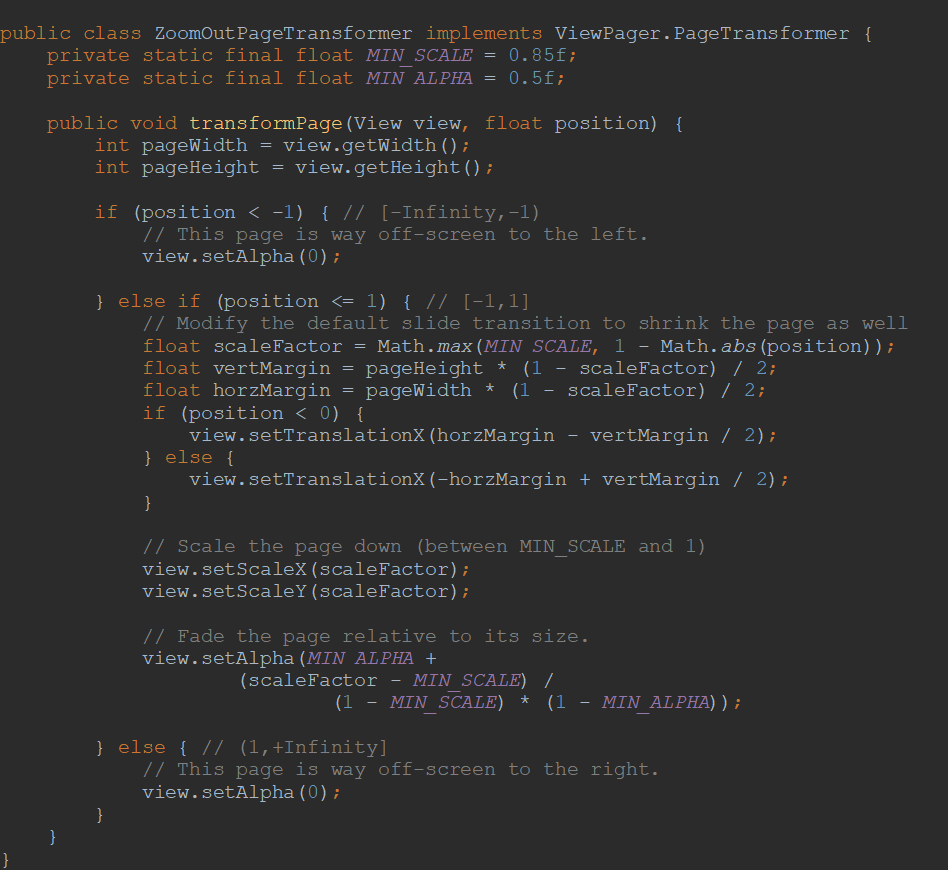 public class ZoomOutPageTransformer implements ViewPager.PageTransformer {
    private static final float MIN_SCALE = 0.85f;
    private static final float MIN_ALPHA = 0.5f;

    public void transformPage(View view, float position) {
        int pageWidth = view.getWidth();
        int pageHeight = view.getHeight();

        if (position < -1) { // [-Infinity,-1)
            // This page is way off-screen to the left.
            view.setAlpha(0);

        } else if (position <= 1) { // [-1,1]
            // Modify the default slide transition to shrink the page as well
            float scaleFactor = Math.max(MIN_SCALE, 1 - Math.abs(position));
            float vertMargin = pageHeight * (1 - scaleFactor) / 2;
            float horzMargin = pageWidth * (1 - scaleFactor) / 2;
            if (position < 0) {
                view.setTranslationX(horzMargin - vertMargin / 2);
            } else {
                view.setTranslationX(-horzMargin + vertMargin / 2);
            }

            // Scale the page down (between MIN_SCALE and 1)
            view.setScaleX(scaleFactor);
            view.setScaleY(scaleFactor);

            // Fade the page relative to its size.
            view.setAlpha(MIN_ALPHA +
                    (scaleFactor - MIN_SCALE) /
                            (1 - MIN_SCALE) * (1 - MIN_ALPHA));

        } else { // (1,+Infinity]
            // This page is way off-screen to the right.
            view.setAlpha(0);
        }
    }
}